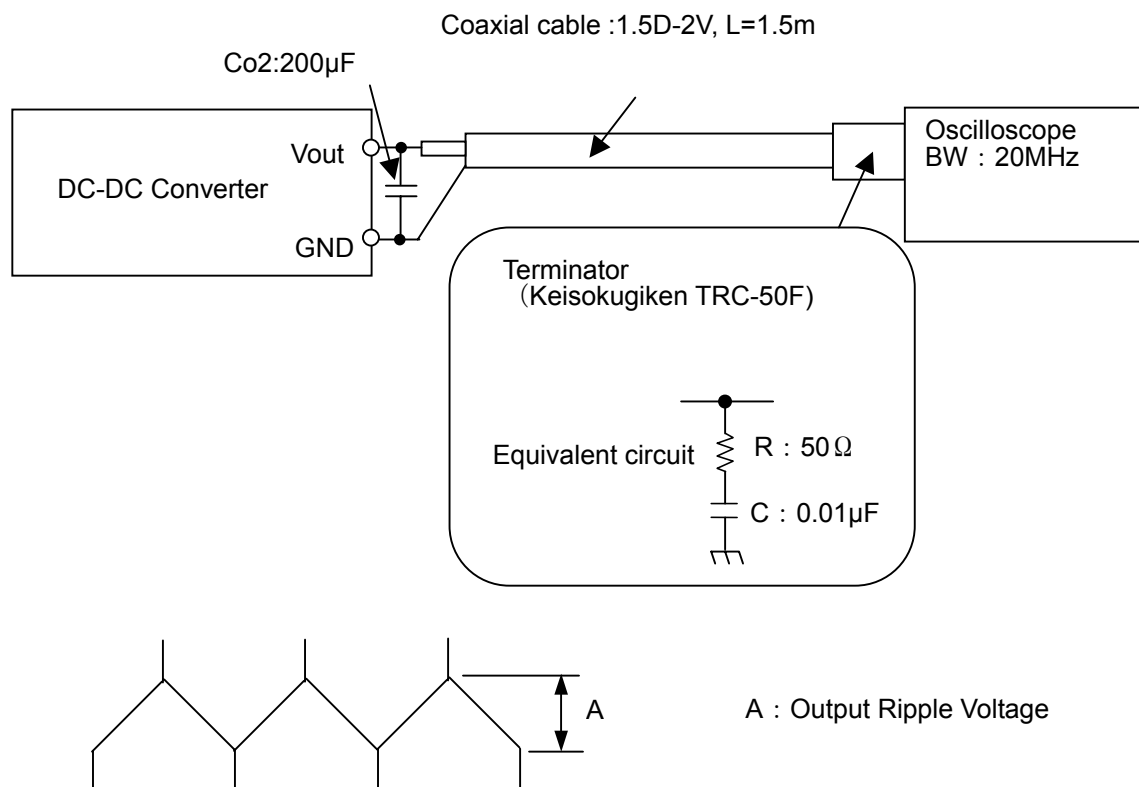 Coaxial cable :1.5D-2V, L=1.5m
Co2:200µF
Vout
DC-DC Converter
GND
Oscilloscope
BW：20MHz
Terminator
（Keisokugiken TRC-50F)
Equivalent circuit
R：50Ω
C：0.01µF
A
A：Output Ripple Voltage